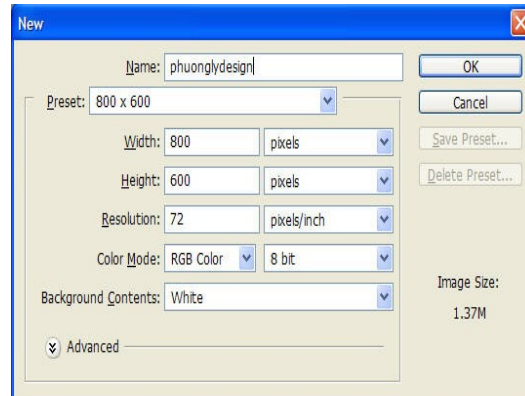 New
Name: phuonglydesign
OK
Preset: 800 x 600
Cancel
Width: 800 pixels
Save Preset...
Height: 600 pixels
Delete Preset...
Resolution: 72 pixels/inch
Color Mode: RGB Color 8 bit
Image Size:
Background Contents: White
1.37M
Advanced